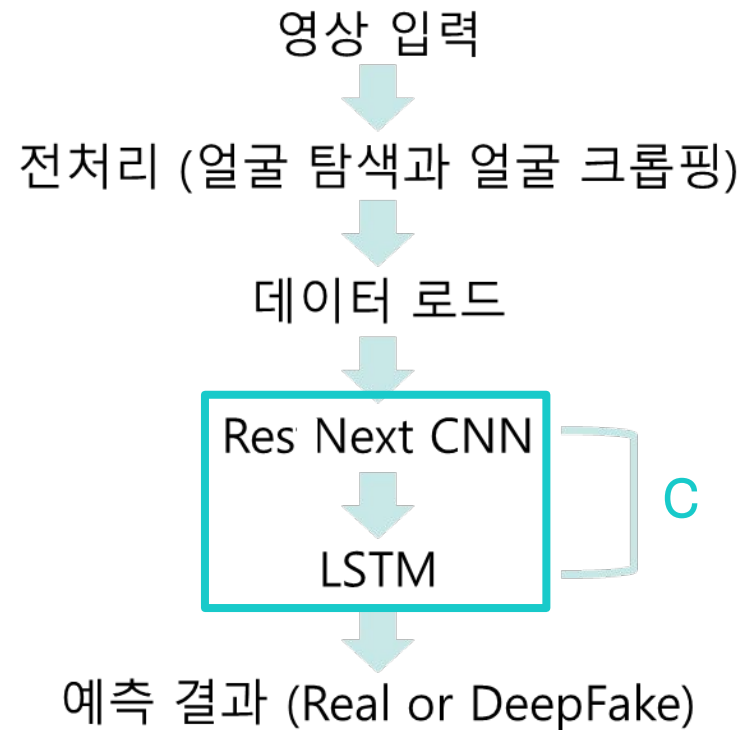 영상 입력
전처리 (얼굴 탐색과 얼굴 크롭핑)
데이터 로드
Res Next CNN
C
LSTM
예측 결과 (Real or DeepFake)